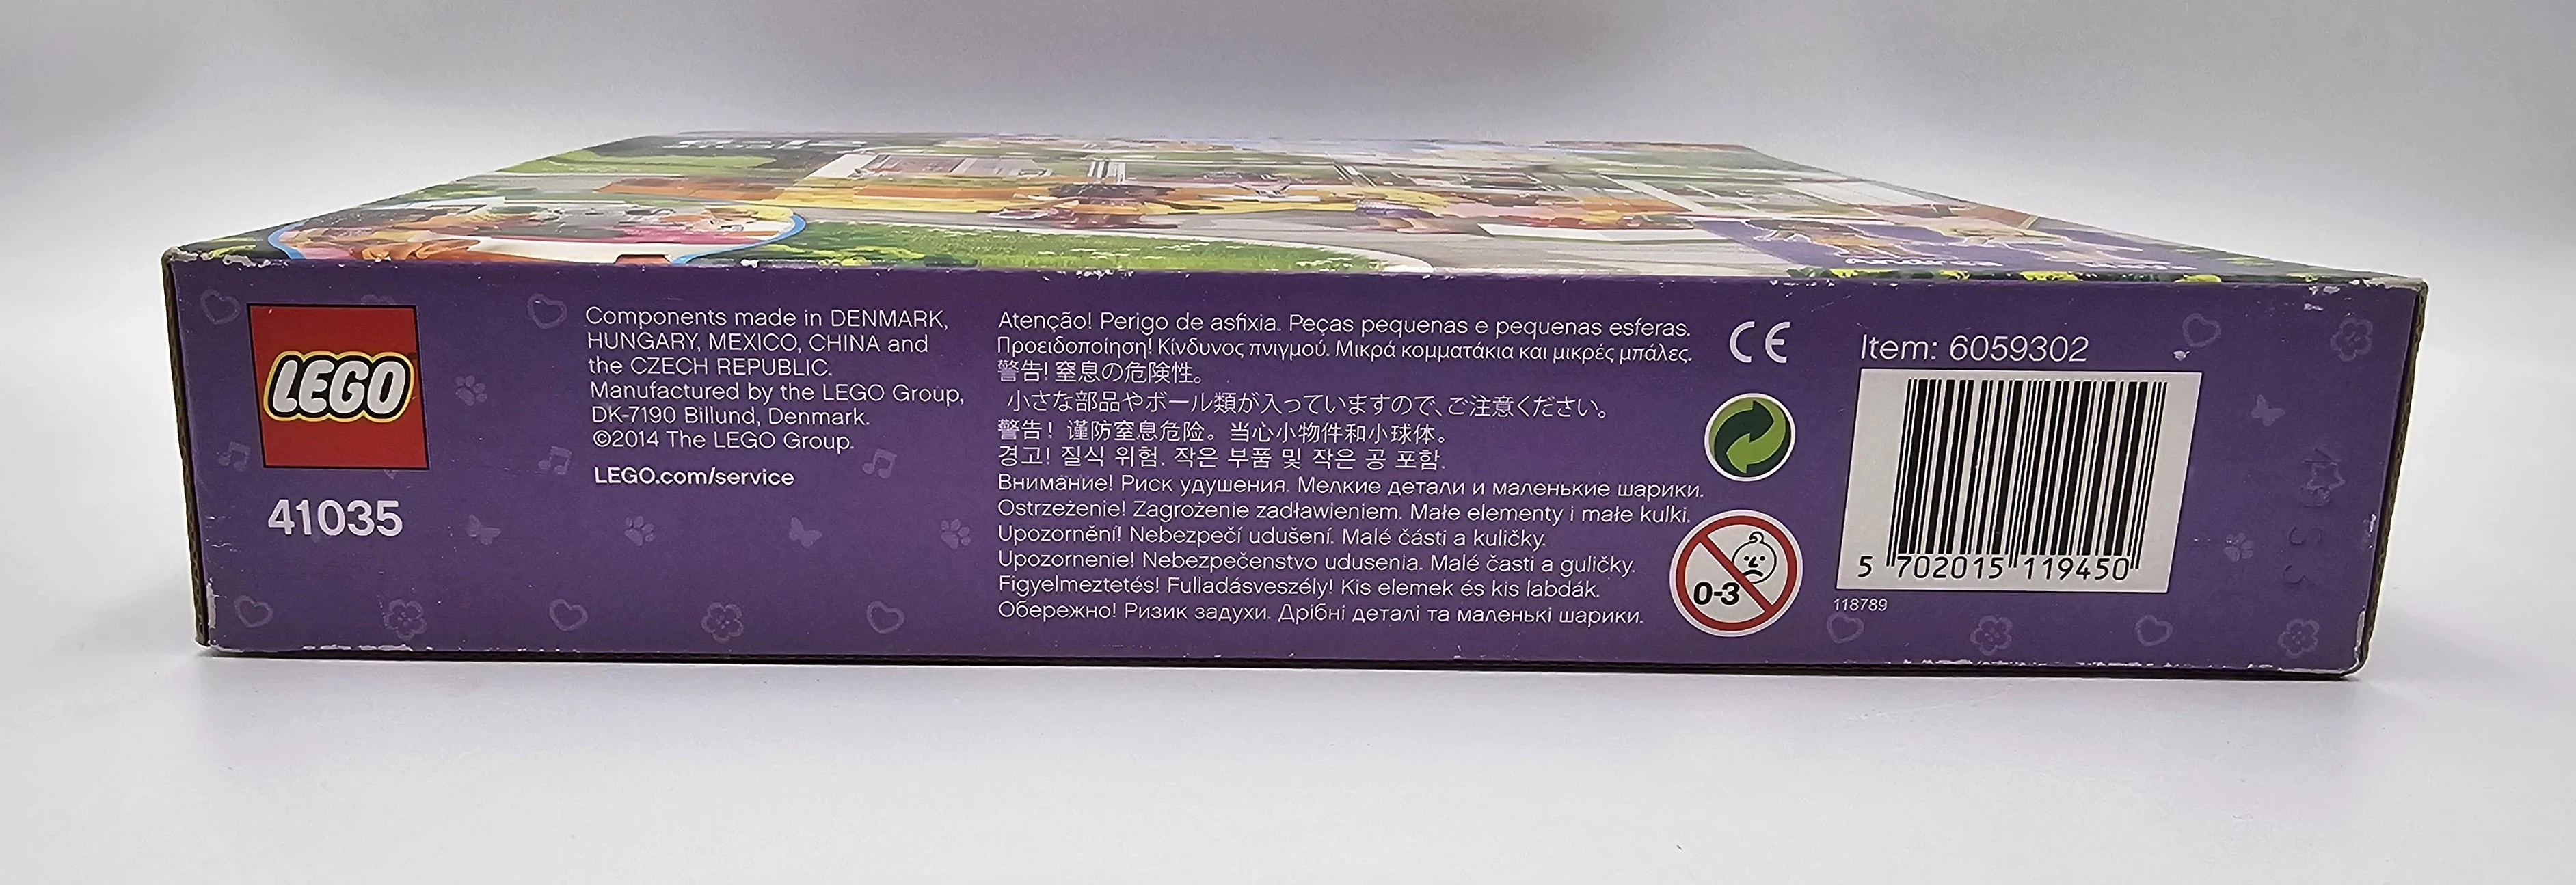 LEGO
41035
Components made in DENMARK,
HUNGARY, MEXICO, CHINA and
the CZECH REPUBLIC.
Manufactured by the LEGO Group,
DK-7190 Billund, Denmark.
©2014 The LEGO Group.
LEGO.com/service
Atenção! Perigo de asfixia. Peças pequenas e pequenas esferas.
Προειδοποίηση! Κίνδυνος πνιγμού. Μικρά κομματάκια και μικρές μπάλες.
警告! 窒息の危険性。
小さな部品やボール類が入っていますので、ご注意ください。
警告！谨防窒息危险。当心小物件和小球体。
경고! 질식 위험. 작은 부품 및 작은 공 포함.
Внимание! Риск удушения. Мелкие детали и маленькие шарики.
Ostrzeżenie! Zagrożenie zadławieniem. Małe elementy i małe kulki.
Upozornění! Nebezpečí udušení. Malé části a kuličky.
Upozornenie! Nebezpečenstvo udusenia. Malé časti a guličky.
Figyelmeztetés! Fulladásveszély! Kis elemek és kis labdák.
Обережно! Ризик задухи. Дрібні деталі та маленькі шарики.
CE
0-3
Item: 6059302
5 702015 119450
118789